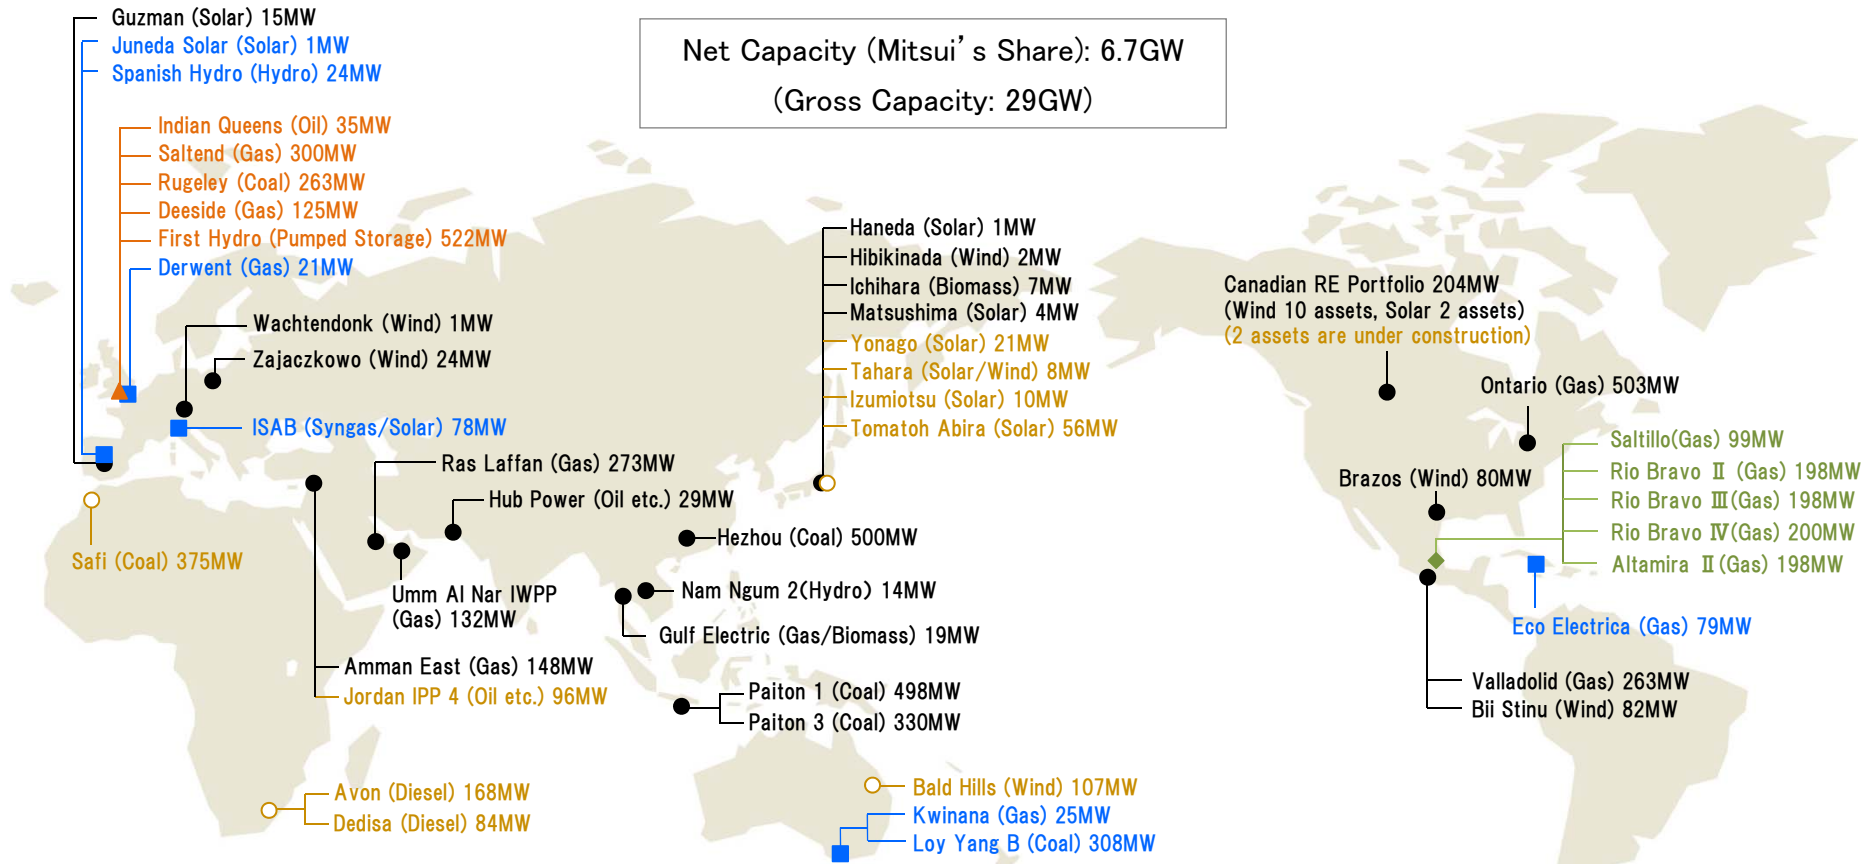 Guzman (Solar) 15MW
Juneda Solar (Solar) 1MW
Spanish Hydro (Hydro) 24MW
Net Capacity (Mitsui's Share): 6.7GW
(Gross Capacity: 29GW)
Indian Queens (Oil) 35MW
Saltend (Gas) 300MW
Rugeley (Coal) 263MW
Deeside (Gas) 125MW
First Hydro (Pumped Storage) 522MW
Derwent (Gas) 21MW
Wachtendonk (Wind) 1MW
Zajaczkowo (Wind) 24MW
ISAB (Syngas/Solar) 78MW
Ras Laffan (Gas) 273MW
Hub Power (Oil etc.) 29MW
Safi (Coal) 375MW
Umm Al Nar IWPP
(Gas) 132MW
Amman East (Gas) 148MW
Jordan IPP 4 (Oil etc.) 96MW
Avon (Diesel) 168MW
Dedisa (Diesel) 84MW
Haneda (Solar) 1MW
Hibikinada (Wind) 2MW
Ichihara (Biomass) 7MW
Matsushima (Solar) 4MW
Yonago (Solar) 21MW
Tahara (Solar/Wind) 8MW
Izumiotsu (Solar) 10MW
Tomatoh Abira (Solar) 56MW
Hezhou (Coal) 500MW
Nam Ngum 2(Hydro) 14MW
Gulf Electric (Gas/Biomass) 19MW
Paiton 1 (Coal) 498MW
Paiton 3 (Coal) 330MW
Bald Hills (Wind) 107MW
Kwinana (Gas) 25MW
Loy Yang B (Coal) 308MW
Canadian RE Portfolio 204MW
(Wind 10 assets, Solar 2 assets)
(2 assets are under construction)
Ontario (Gas) 503MW
Brazos (Wind) 80MW
Saltillo(Gas) 99MW
Rio Bravo Ⅱ (Gas) 198MW
Rio Bravo Ⅲ(Gas) 198MW
Rio Bravo Ⅳ(Gas) 200MW
Altamira Ⅱ(Gas) 198MW
Eco Electrica (Gas) 79MW
Valladolid (Gas) 263MW
Bii Stinu (Wind) 82MW